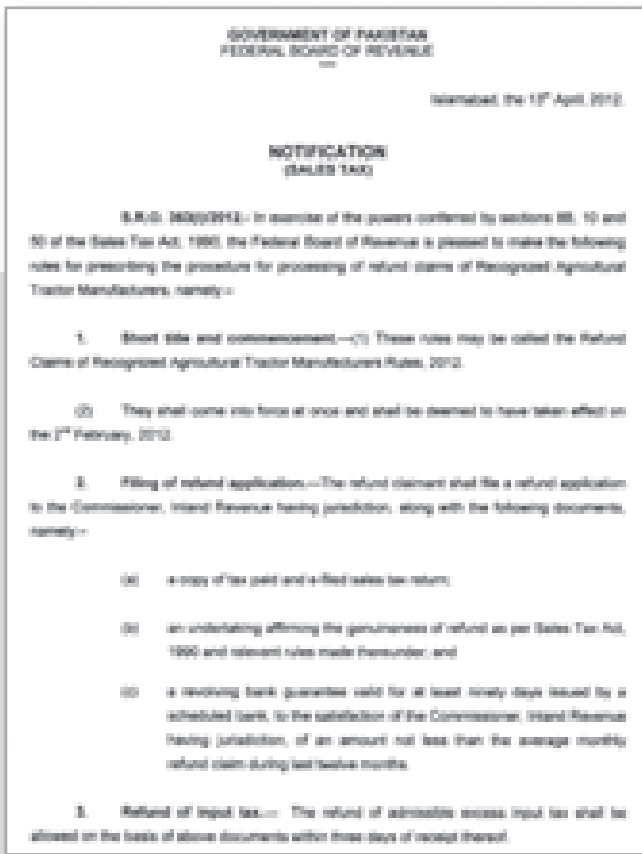 GOVERNMENT OF PAKISTAN
FEDERAL BOARD OF REVENUE
***
Islamabad, the 13th April, 2012.
NOTIFICATION
(SALES TAX)
S.R.O. 363(I)/2012.- In exercise of the powers conferred by sections 8B, 10 and
50 of the Sales Tax Act, 1990, the Federal Board of Revenue is pleased to make the following
rules for prescribing the procedure for processing of refund claims of Recognized Agricultural
Tractor Manufacturers, namely:-
1. Short title and commencement.—(1) These rules may be called the Refund
Claims of Recognized Agricultural Tractor Manufacturers Rules, 2012.
(2) They shall come into force at once and shall be deemed to have taken effect on
the 2nd February, 2012.
2. Filing of refund application.—The refund claimant shall file a refund application
to the Commissioner, Inland Revenue having jurisdiction, along with the following documents,
namely:-
(a) a copy of tax paid and e-filed sales tax return;
(b) an undertaking affirming the genuineness of refund as per Sales Tax Act,
1990 and relevant rules made thereunder; and
(c) a revolving bank guarantee valid for at least ninety days issued by a
scheduled bank, to the satisfaction of the Commissioner, Inland Revenue
having jurisdiction, of an amount not less than the average monthly
refund claim during last twelve months.
3. Refund of input tax.— The refund of admissible excess input tax shall be
allowed on the basis of above documents within three days of receipt thereof.